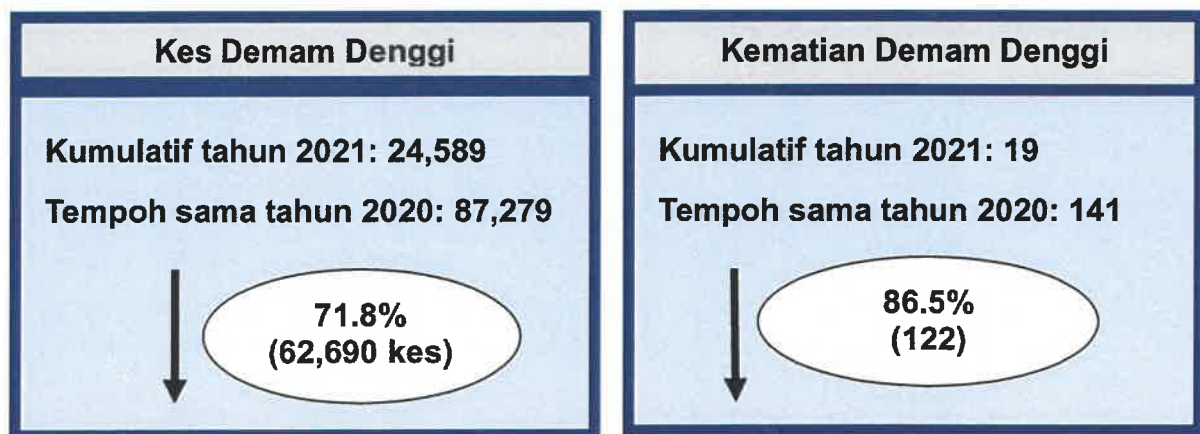 Kes Demam Denggi
Kumulatif tahun 2021: 24,589
Tempoh sama tahun 2020: 87,279
71.8%
(62,690 kes)
Kematian Demam Denggi
Kumulatif tahun 2021: 19
Tempoh sama tahun 2020: 141
86.5%
(122)